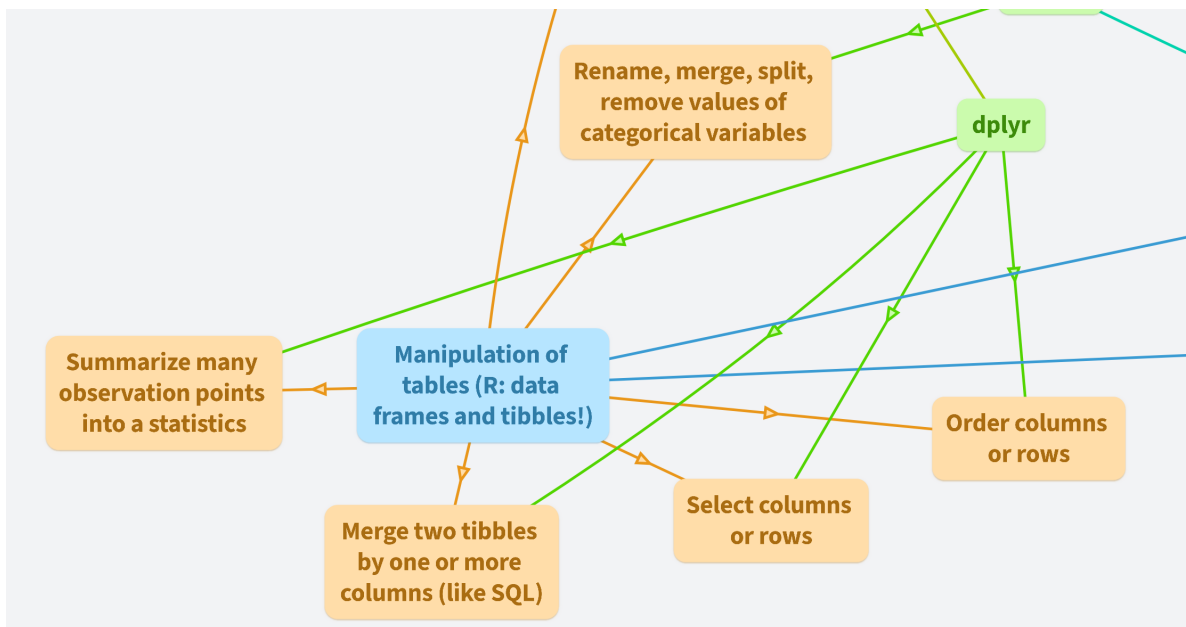 Rename, merge, split,
remove values of
categorical variables
dplyr
Summarize many
observation points
into a statistics
Manipulation of
tables (R: data
frames and tibbles!)
Order columns
or rows
Select columns
or rows
Merge two tibbles
by one or more
columns (like SQL)